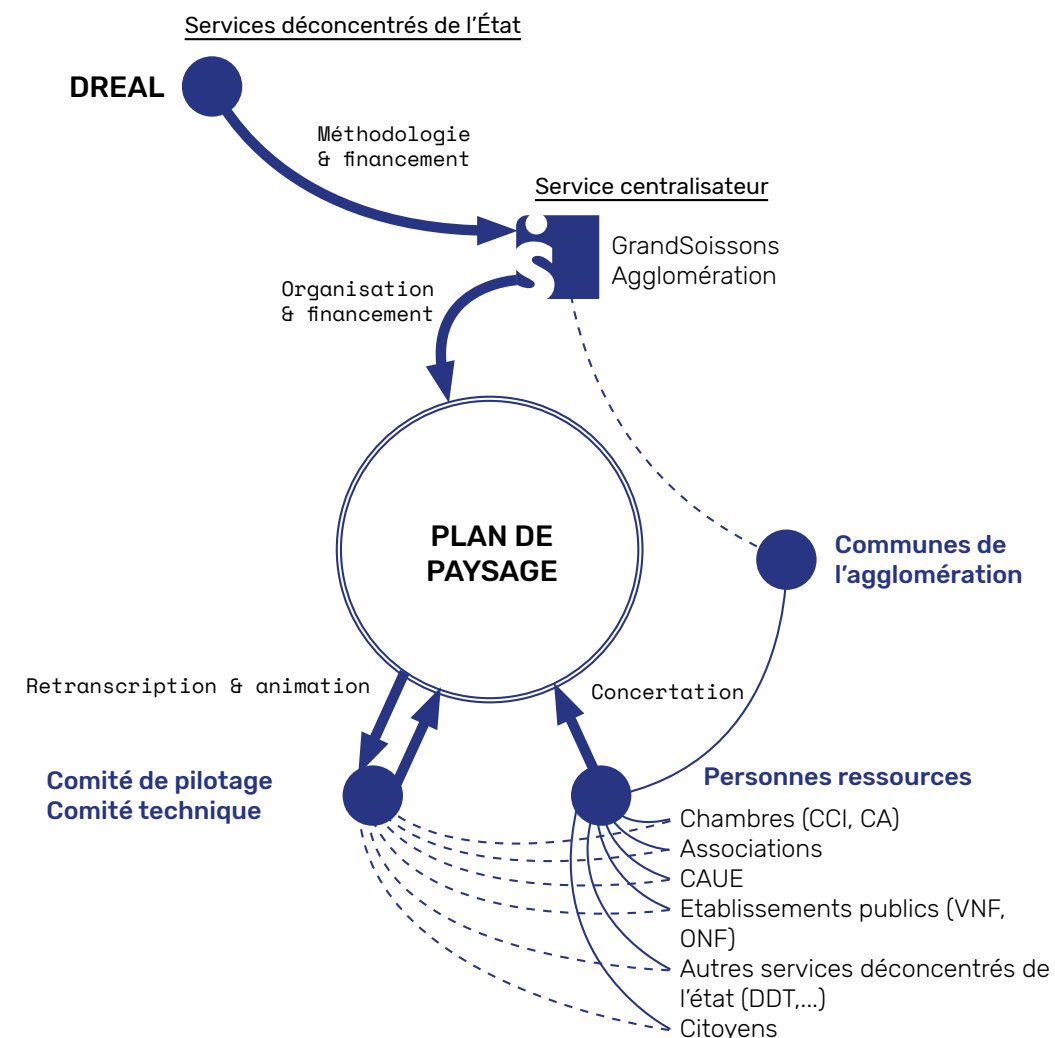 Services déconcentrés de l'État
DREAL
Méthodologie
& financement
Service centralisateur
GrandSoissons
Agglomération
Organisation
& financement
PLAN DE
PAYSAGE
Communes de
l'agglomération
Retranscription & animation
Concertation
Comité de pilotage
Comité technique
Personnes ressources
Chambres (CCI, CA)
Associations
CAUE
Etablissements publics (VNF,
ONF)
Autres services déconcentrés de
l'état (DDT,...)
Citoyens